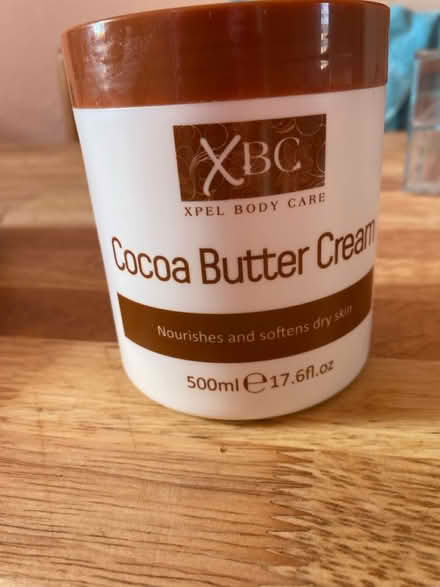 XBC
XPEL BODY CARE
Cocoa Butter Cream
Nourishes and softens dry skin
500ml ℮ 17.6fl.oz